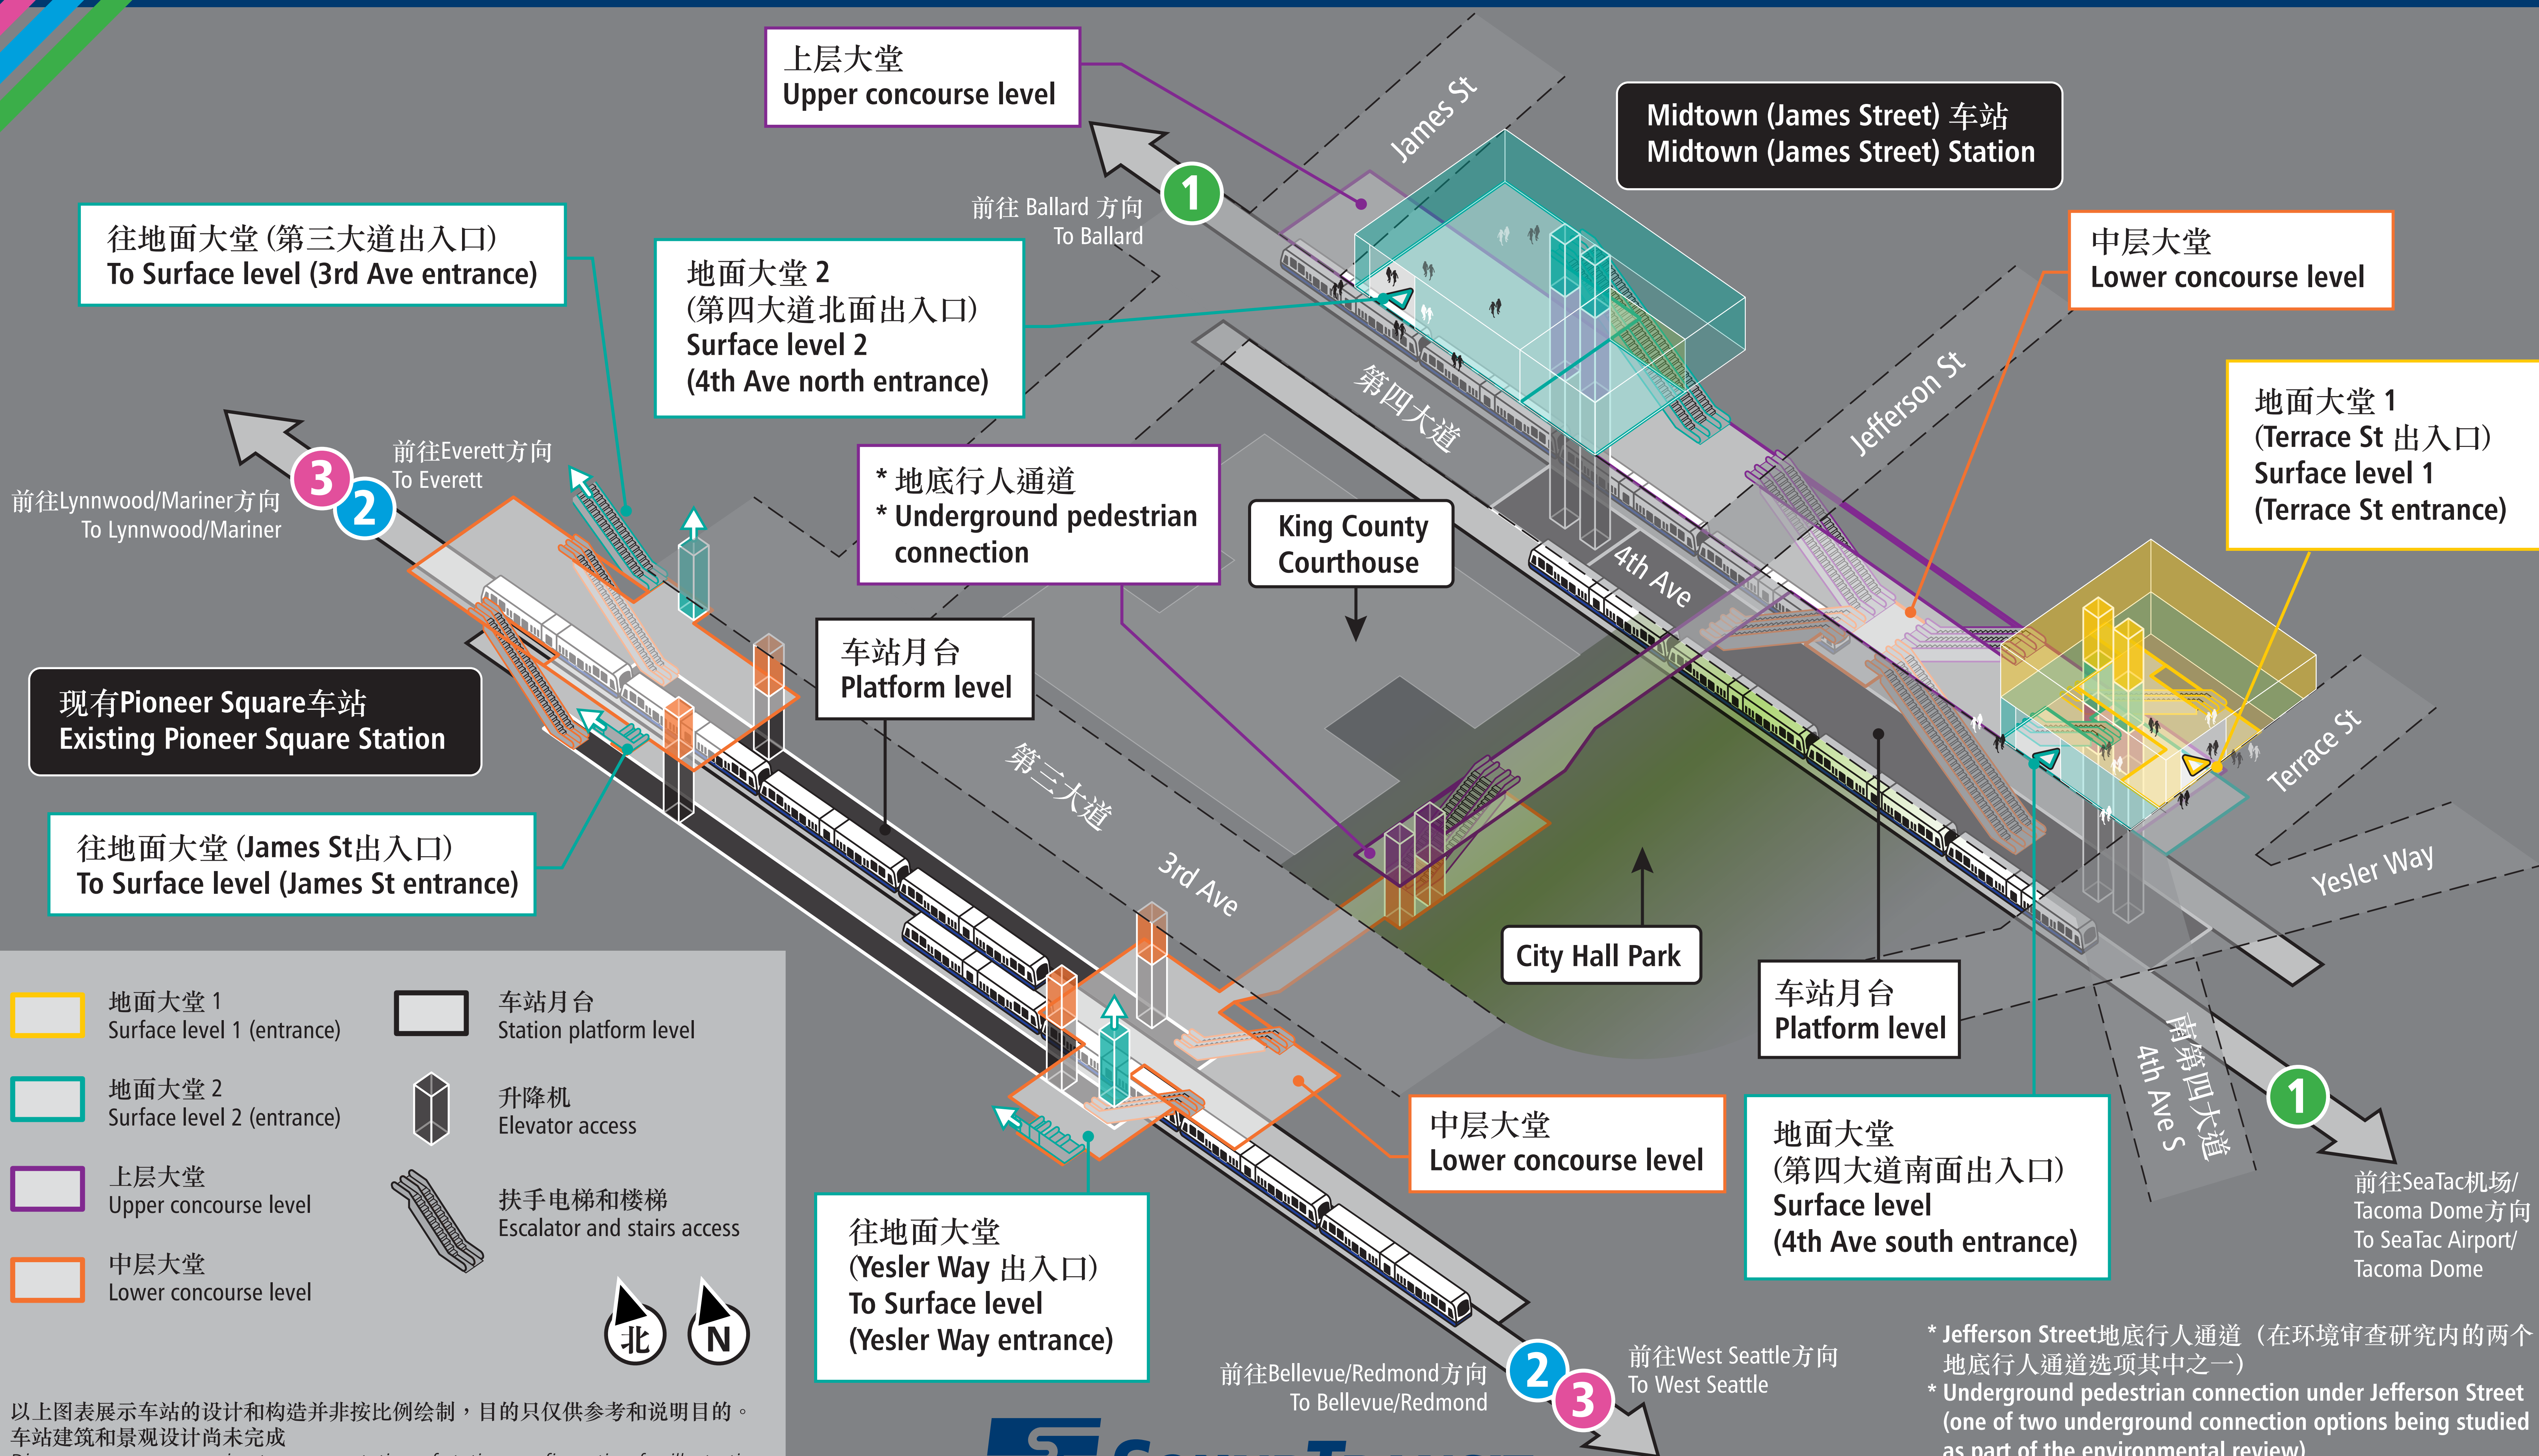 上层大堂
Upper concourse level
James St
Midtown (James Street) 车站
Midtown (James Street) Station
1
前往 Ballard 方向
To Ballard
往地面大堂 (第三大道出入口)
To Surface level (3rd Ave entrance)
地面大堂 2
(第四大道北面出入口)
Surface level 2
(4th Ave north entrance)
中层大堂
Lower concourse level
第四大道
Jefferson St
地面大堂 1
(Terrace St 出入口)
Surface level 1
(Terrace St entrance)
3
2
前往Everett方向
To Everett
前往Lynnwood/Mariner方向
To Lynnwood/Mariner
* 地底行人通道
* Underground pedestrian
connection
King County
Courthouse
4th Ave
车站月台
Platform level
现有Pioneer Square车站
Existing Pioneer Square Station
第三大道
3rd Ave
Terrace St
Yesler Way
往地面大堂 (James St出入口)
To Surface level (James St entrance)
City Hall Park
车站月台
Platform level
南第四大道
4th Ave S
1
前往SeaTac机场/
Tacoma Dome方向
To SeaTac Airport/
Tacoma Dome
中层大堂
Lower concourse level
地面大堂
(第四大道南面出入口)
Surface level
(4th Ave south entrance)
往地面大堂
(Yesler Way 出入口)
To Surface level
(Yesler Way entrance)
前往Bellevue/Redmond方向
To Bellevue/Redmond
2
3
前往West Seattle方向
To West Seattle
地面大堂 1
Surface level 1 (entrance)
地面大堂 2
Surface level 2 (entrance)
上层大堂
Upper concourse level
中层大堂
Lower concourse level
车站月台
Station platform level
升降机
Elevator access
扶手电梯和楼梯
Escalator and stairs access
北
N
以上图表展示车站的设计和构造并非按比例绘制，目的只仅供参考和说明目的。
车站建筑和景观设计尚未完成
* Jefferson Street地底行人通道（在环境审查研究内的两个
地底行人通道选项其中之一）
* Underground pedestrian connection under Jefferson Street
(one of two underground connection options being studied
as part of the environmental review)